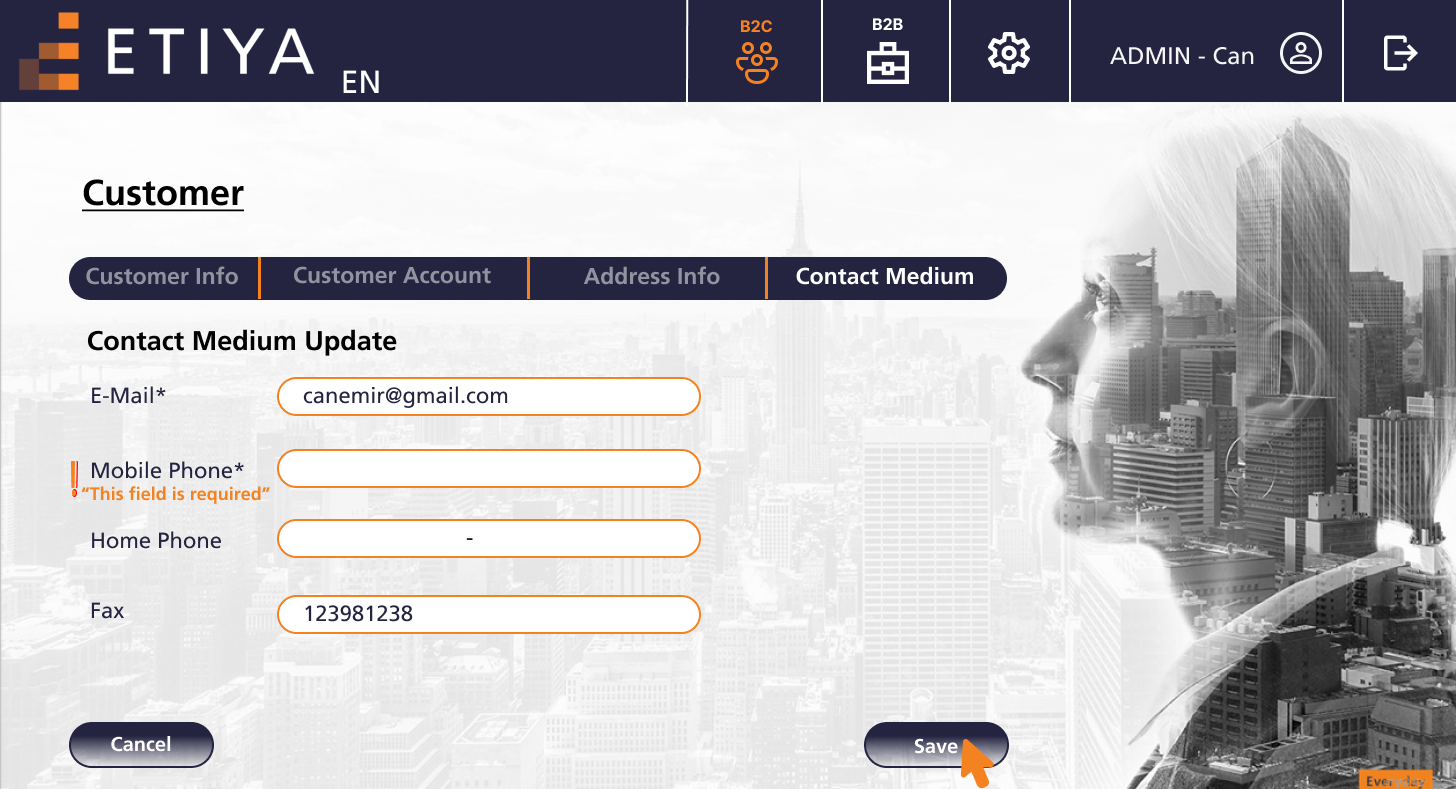 ETIYA
EN
B2C
B2B
ADMIN - Can
Customer
Customer Info
Customer Account
Address Info
Contact Medium
Contact Medium Update
E-Mail*
canemir@gmail.com
Mobile Phone*
“This field is required”
Home Phone
-
Fax
123981238
Cancel
Save